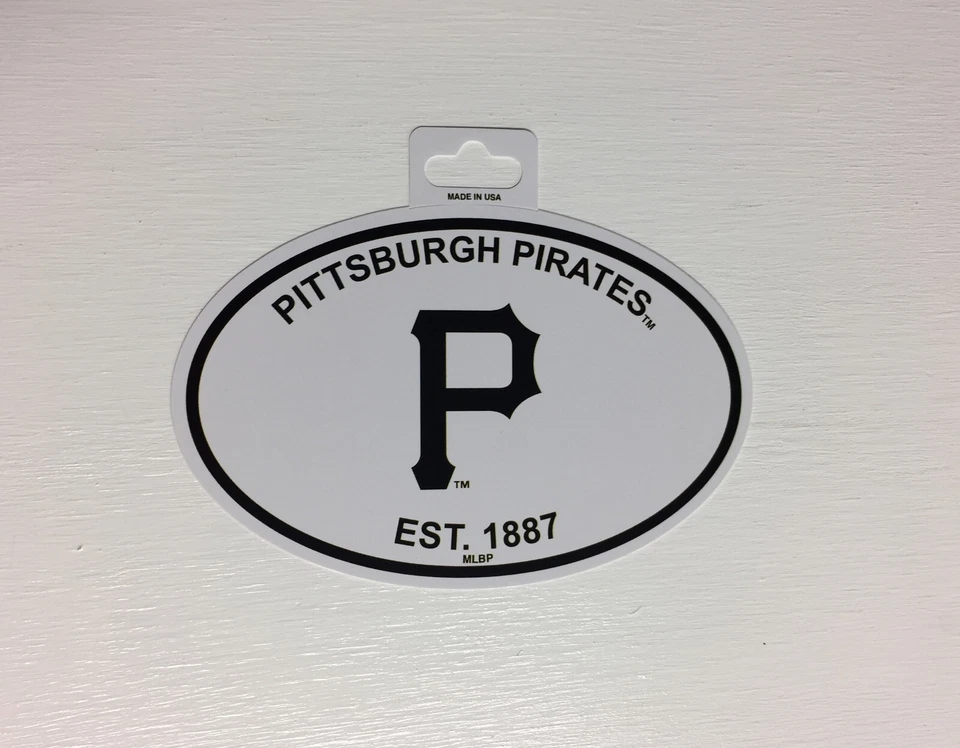 MADE IN USA
PITTSBURGH PIRATES™
P™
EST. 1887
MLBP